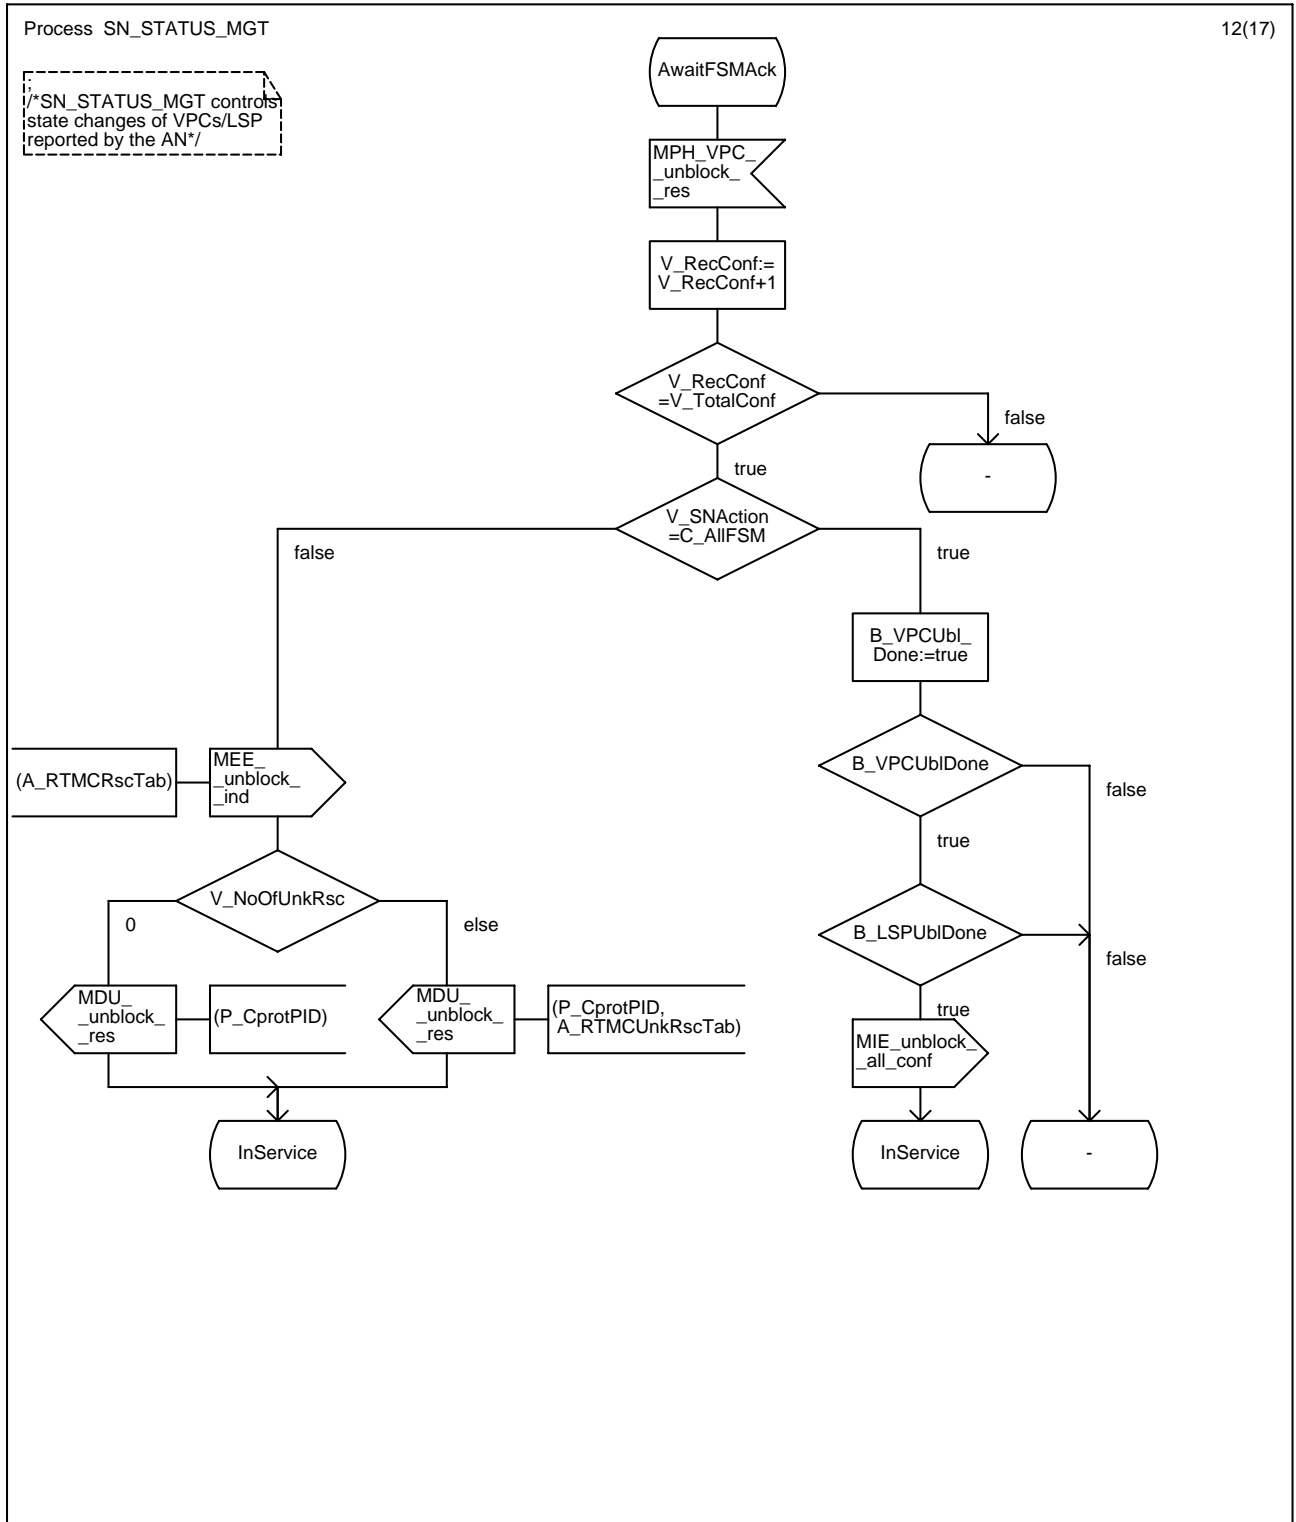 Process SN_STATUS_MGT
12(17)
;
/*SN_STATUS_MGT controls
state changes of VPCs/LSP
reported by the AN*/
AwaitFSMAck
MPH_VPC_
_unblock_
_res
V_RecConf:=
V_RecConf+1
V_RecConf
=V_TotalConf
false
true
-
V_SNAction
=C_AllFSM
false
true
B_VPCUbl_
Done:=true
(A_RTMCRscTab)
MEE_
_unblock_
_ind
B_VPCUblDone
false
true
V_NoOfUnkRsc
0
else
B_LSPUblDone
false
true
MDU_
_unblock_
_res
(P_CprotPID)
MDU_
_unblock_
_res
(P_CprotPID,
A_RTMCUnkRscTab)
MIE_unblock_
_all_conf
InService
InService
-